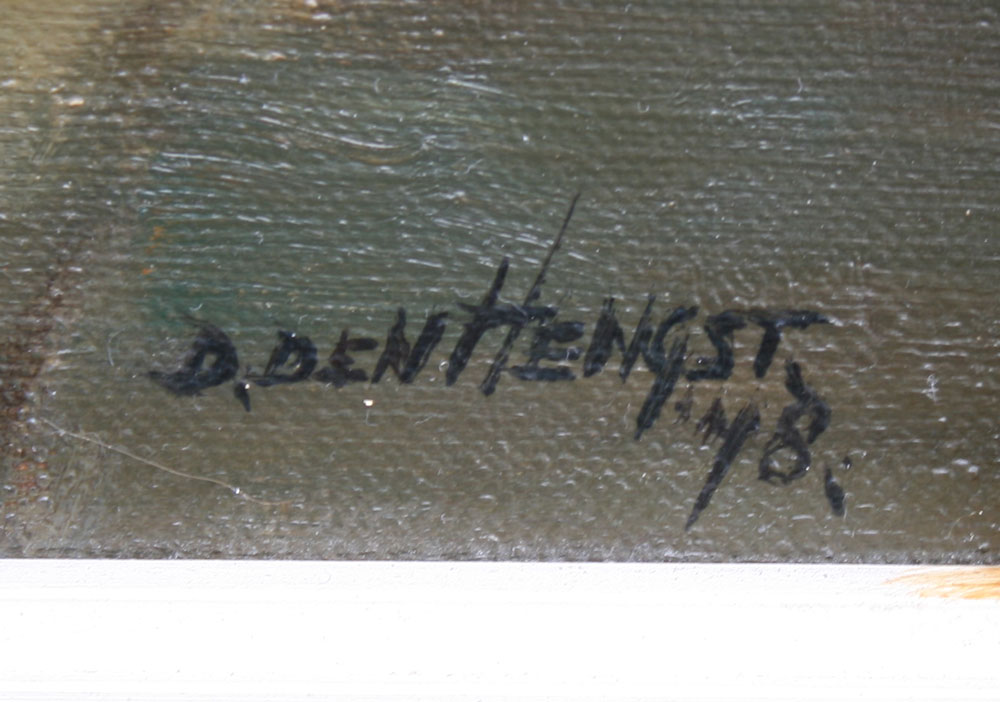 D. DEN HENGST.
'48.